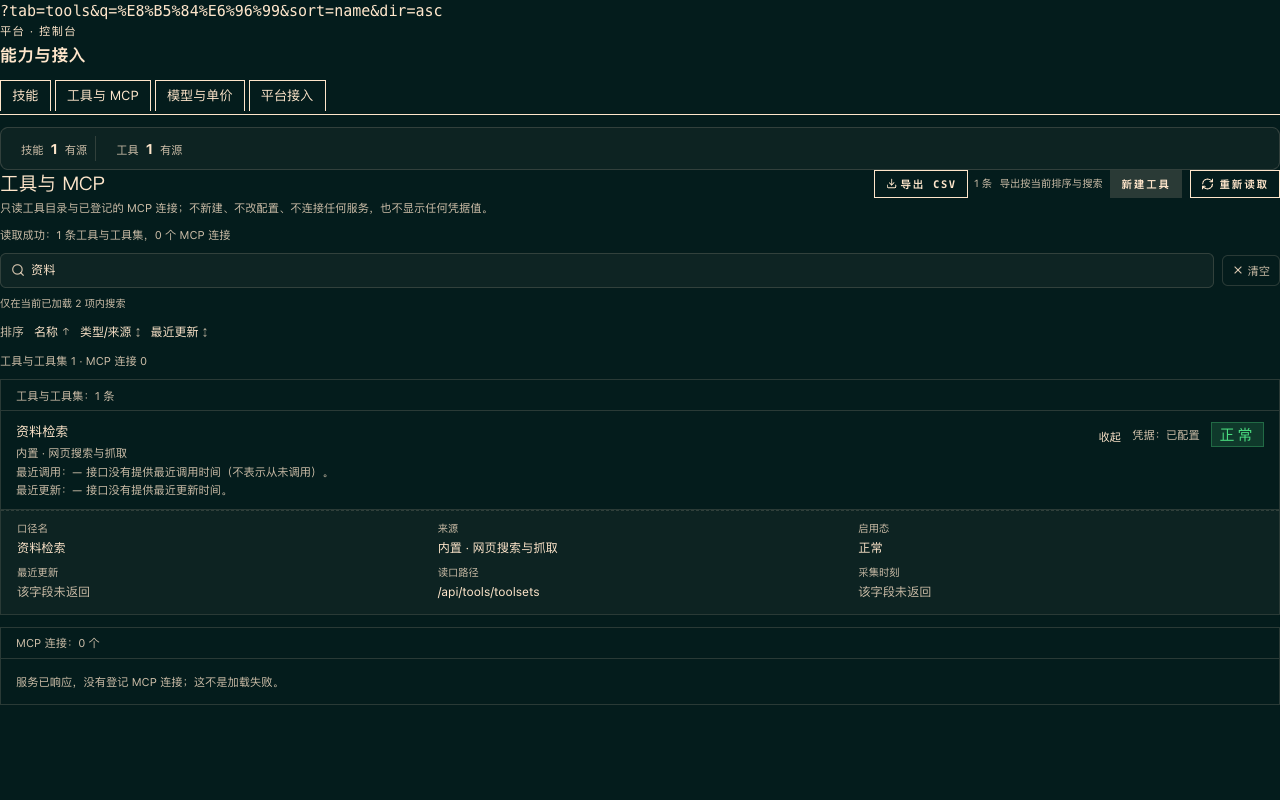 ?tab=tools&q=%E8%B5%84%E6%96%99&sort=name&dir=asc
平台 · 控制台
能力与接入
技能 工具与 MCP 模型与单价 平台接入
技能 1 有源 工具 1 有源
工具与 MCP 导出 CSV 1 条 导出按当前排序与搜索 新建工具 重新读取
只读工具目录与已登记的 MCP 连接；不新建、不改配置、不连接任何服务，也不显示任何凭据值。
读取成功：1 条工具与工具集，0 个 MCP 连接
资料 × 清空
仅在当前已加载 2 项内搜索
排序 名称 ↑ 类型/来源 ↕ 最近更新 ↕
工具与工具集 1 · MCP 连接 0
工具与工具集：1 条
资料检索 收起 凭据：已配置 正常
内置 · 网页搜索与抓取
最近调用：— 接口没有提供最近调用时间（不表示从未调用）。
最近更新：— 接口没有提供最近更新时间。
口径名 来源 启用态
资料检索 内置 · 网页搜索与抓取 正常
最近更新 读口路径 采集时刻
该字段未返回 /api/tools/toolsets 该字段未返回
MCP 连接：0 个
服务已响应，没有登记 MCP 连接；这不是加载失败。